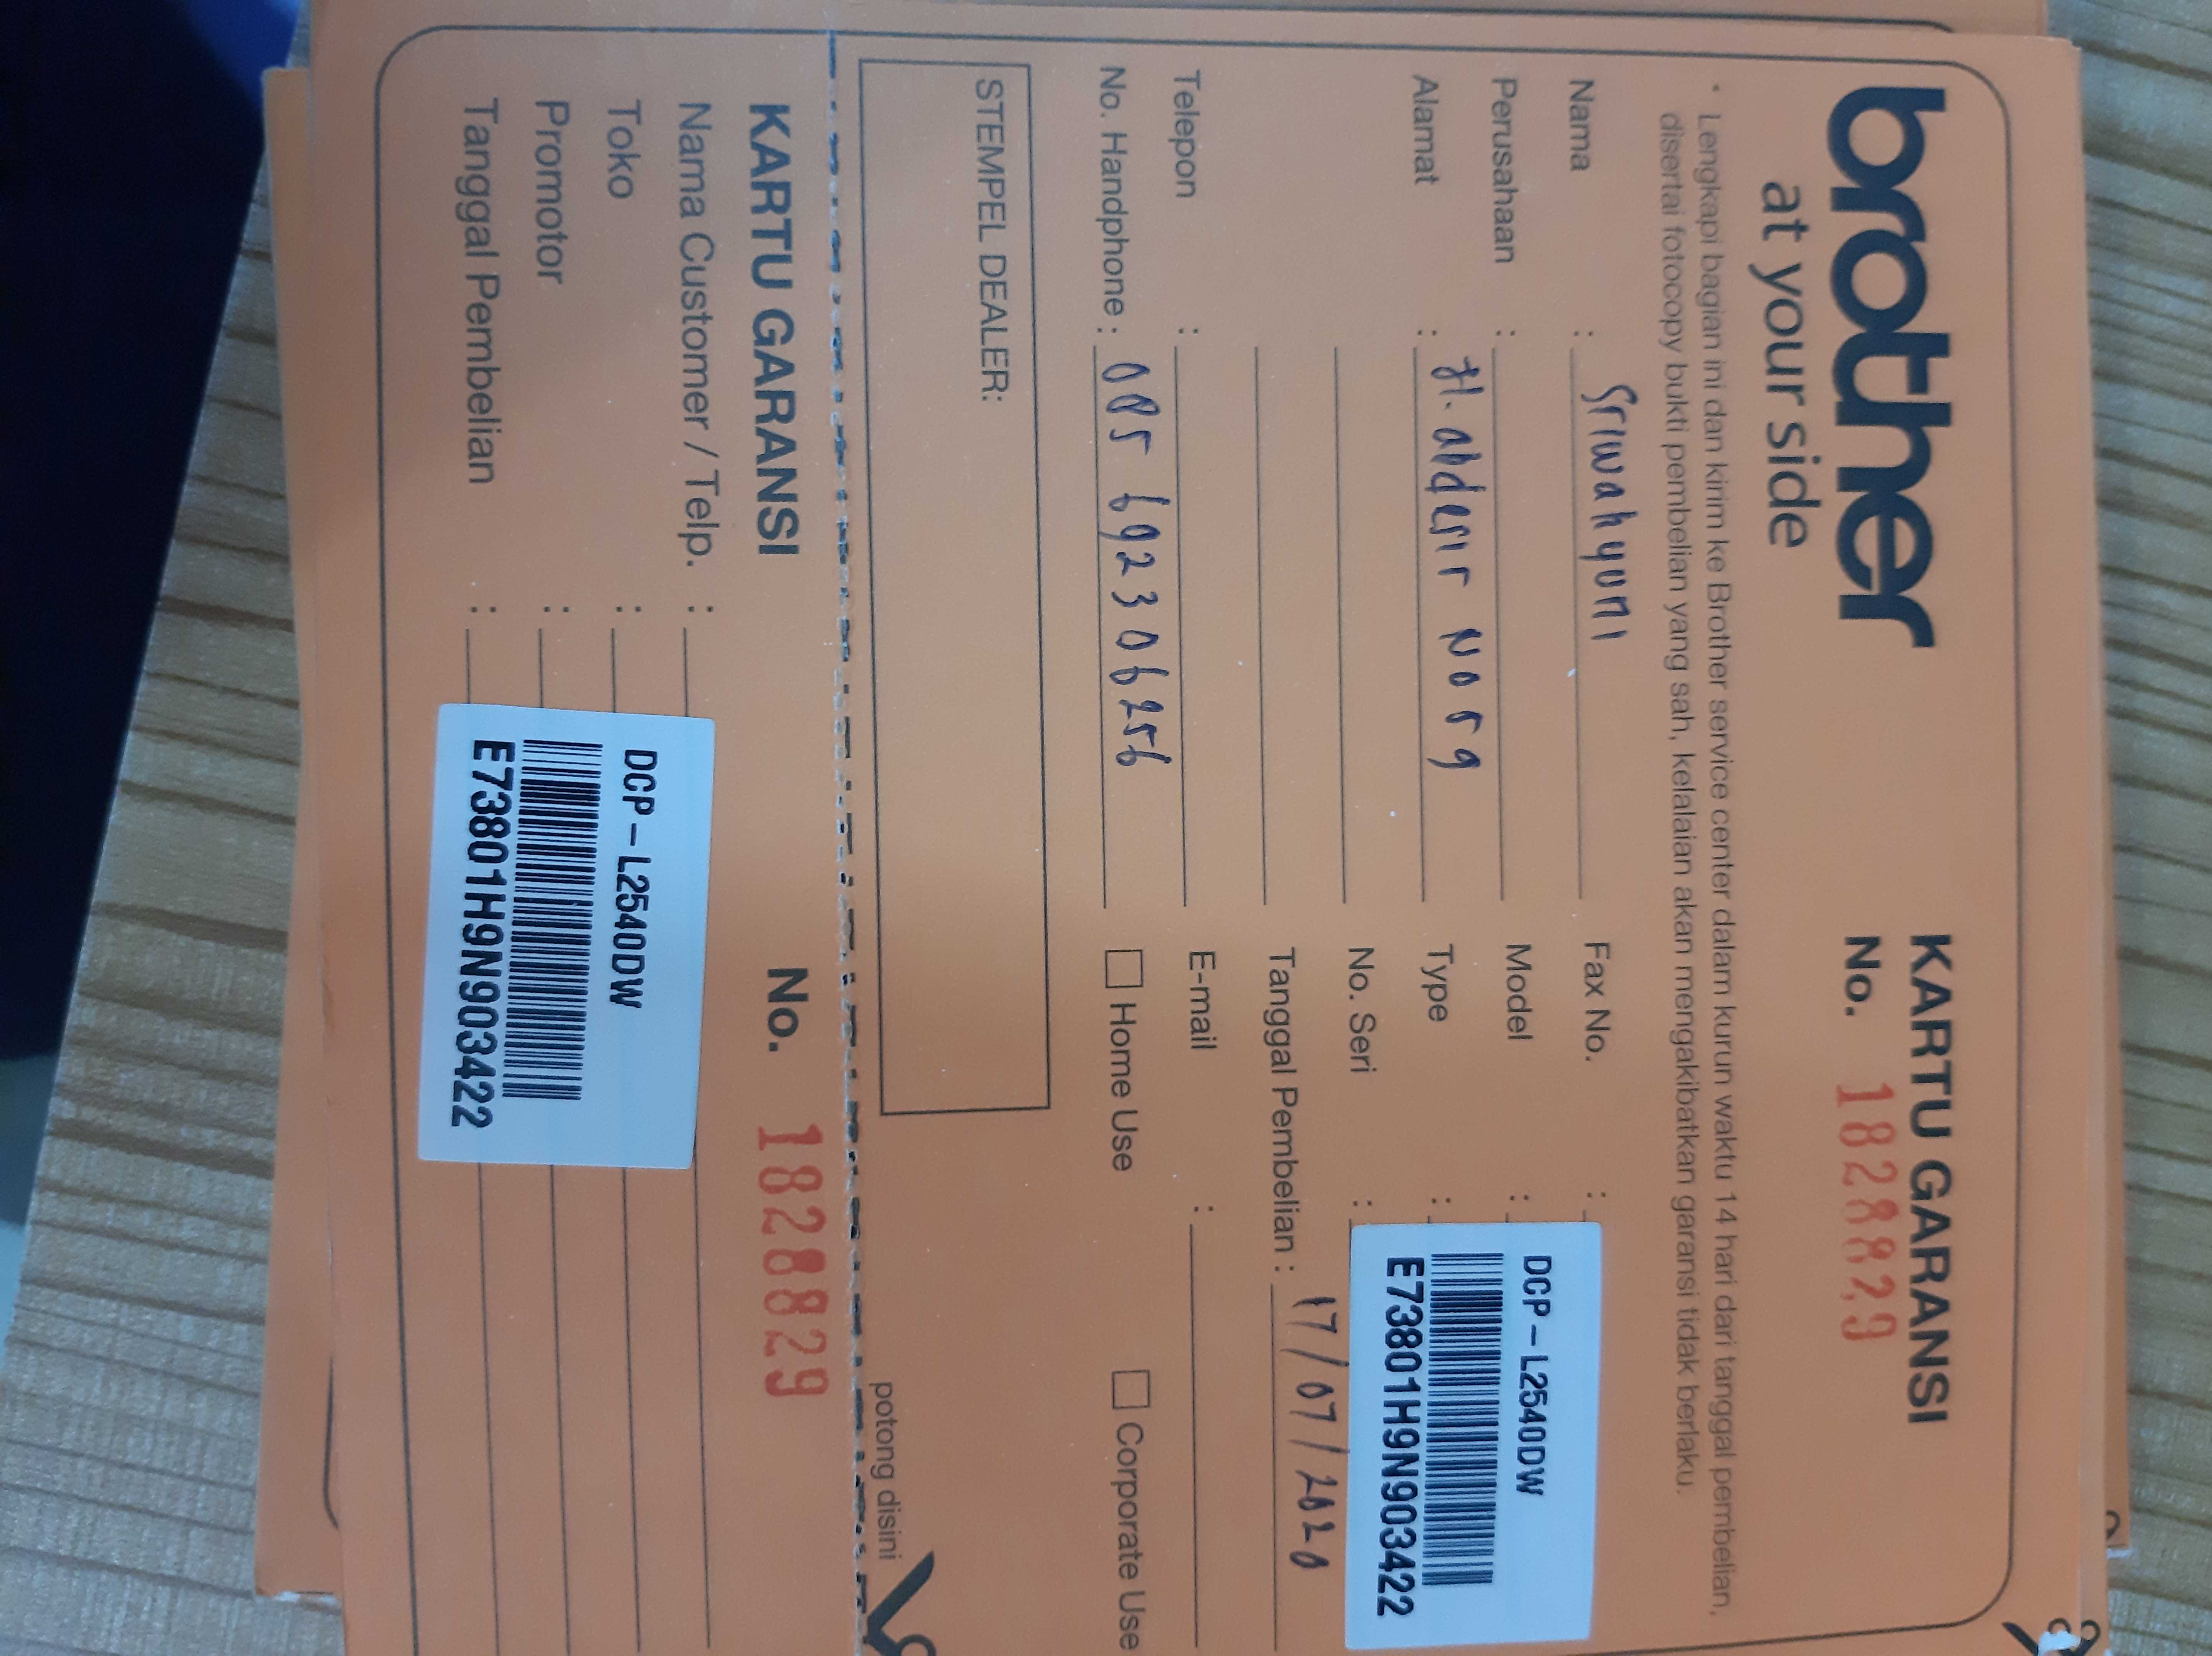 brother
at your side
KARTU GARANSI
No. 1828829
• Lengkapi bagian ini dan kirim ke Brother service center dalam kurun waktu 14 hari dari tanggal pembelian,
disertai fotocopy bukti pembelian yang sah, kelalaian akan mengakibatkan garansi tidak berlaku.
Nama : Sriwahyuni
Perusahaan :
Alamat : Jl. abdesir No 59
Telepon :
No. Handphone : 085 692306256
Fax No. :
Model :
Type :
No. Seri :
DCP-L2540DW
E73801H9N903422
Tanggal Pembelian : 17/07/2020
E-mail :
Home Use
Corporate Use
STEMPEL DEALER:
potong disini
KARTU GARANSI
No. 1828829
Nama Customer / Telp. :
Toko :
Promotor :
Tanggal Pembelian :
DCP-L2540DW
E73801H9N903422